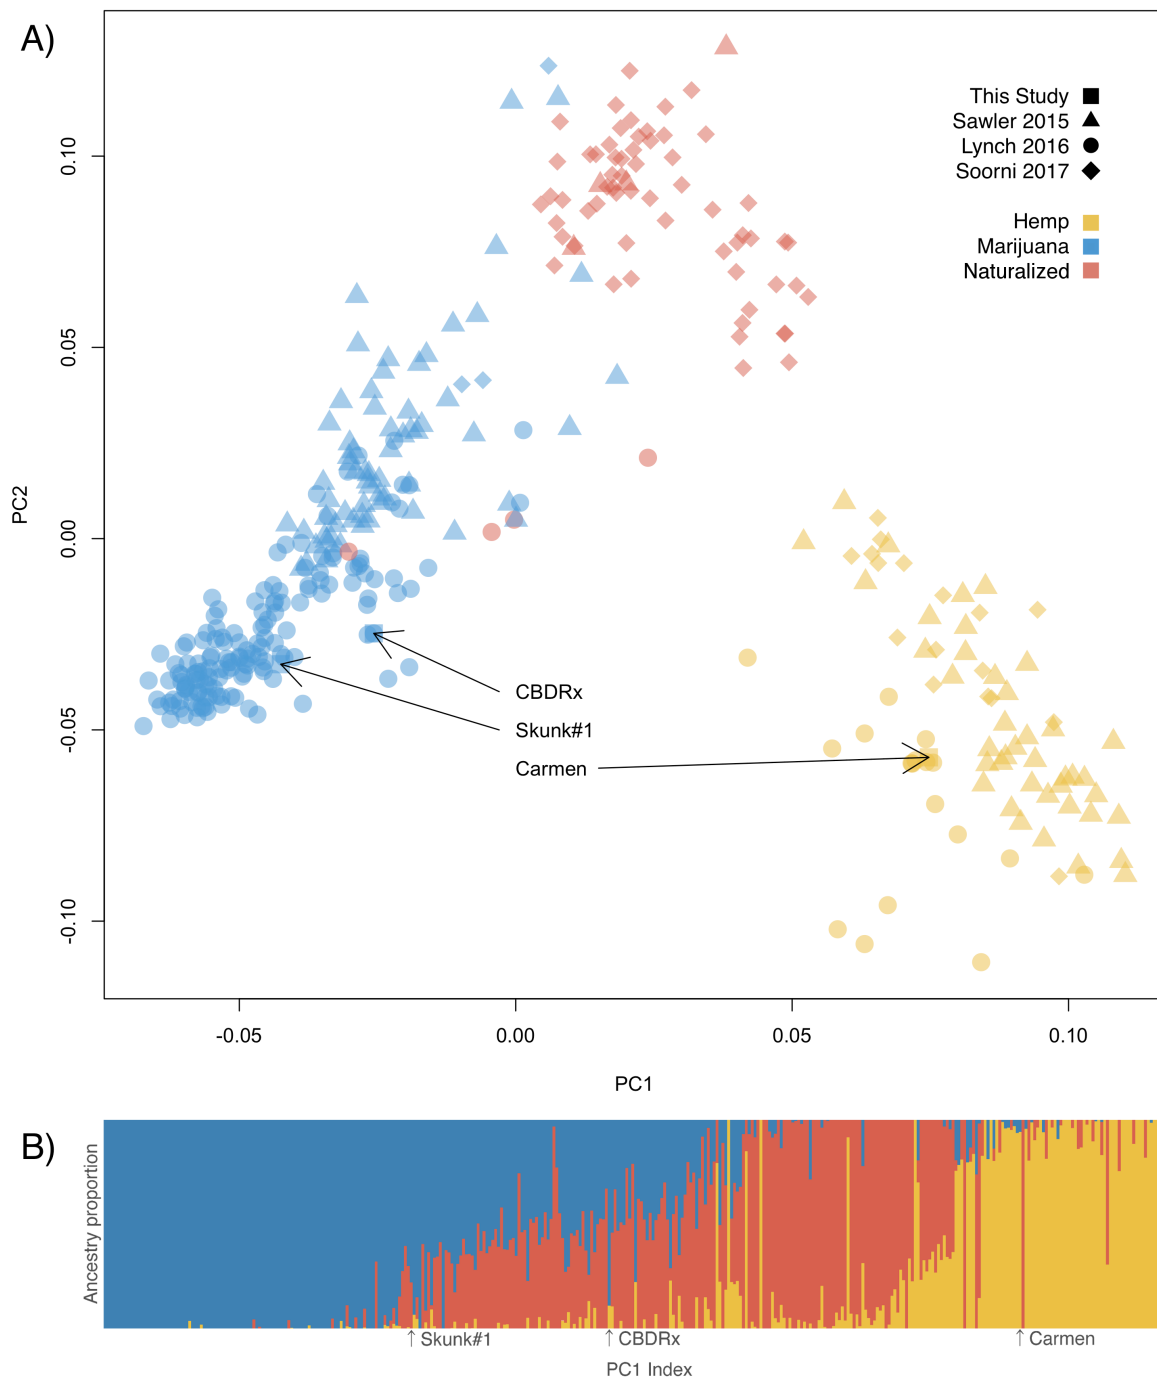 A)
This Study
Sawler 2015
Lynch 2016
Soorni 2017
Hemp
Marijuana
Naturalized
0.10
0.05
0.00
-0.05
-0.10
PC2
CBDRx
Skunk#1
Carmen
-0.05 0.00 0.05 0.10
PC1
B)
Ancestry proportion
↑ Skunk#1 ↑ CBDRx ↑ Carmen
PC1 Index